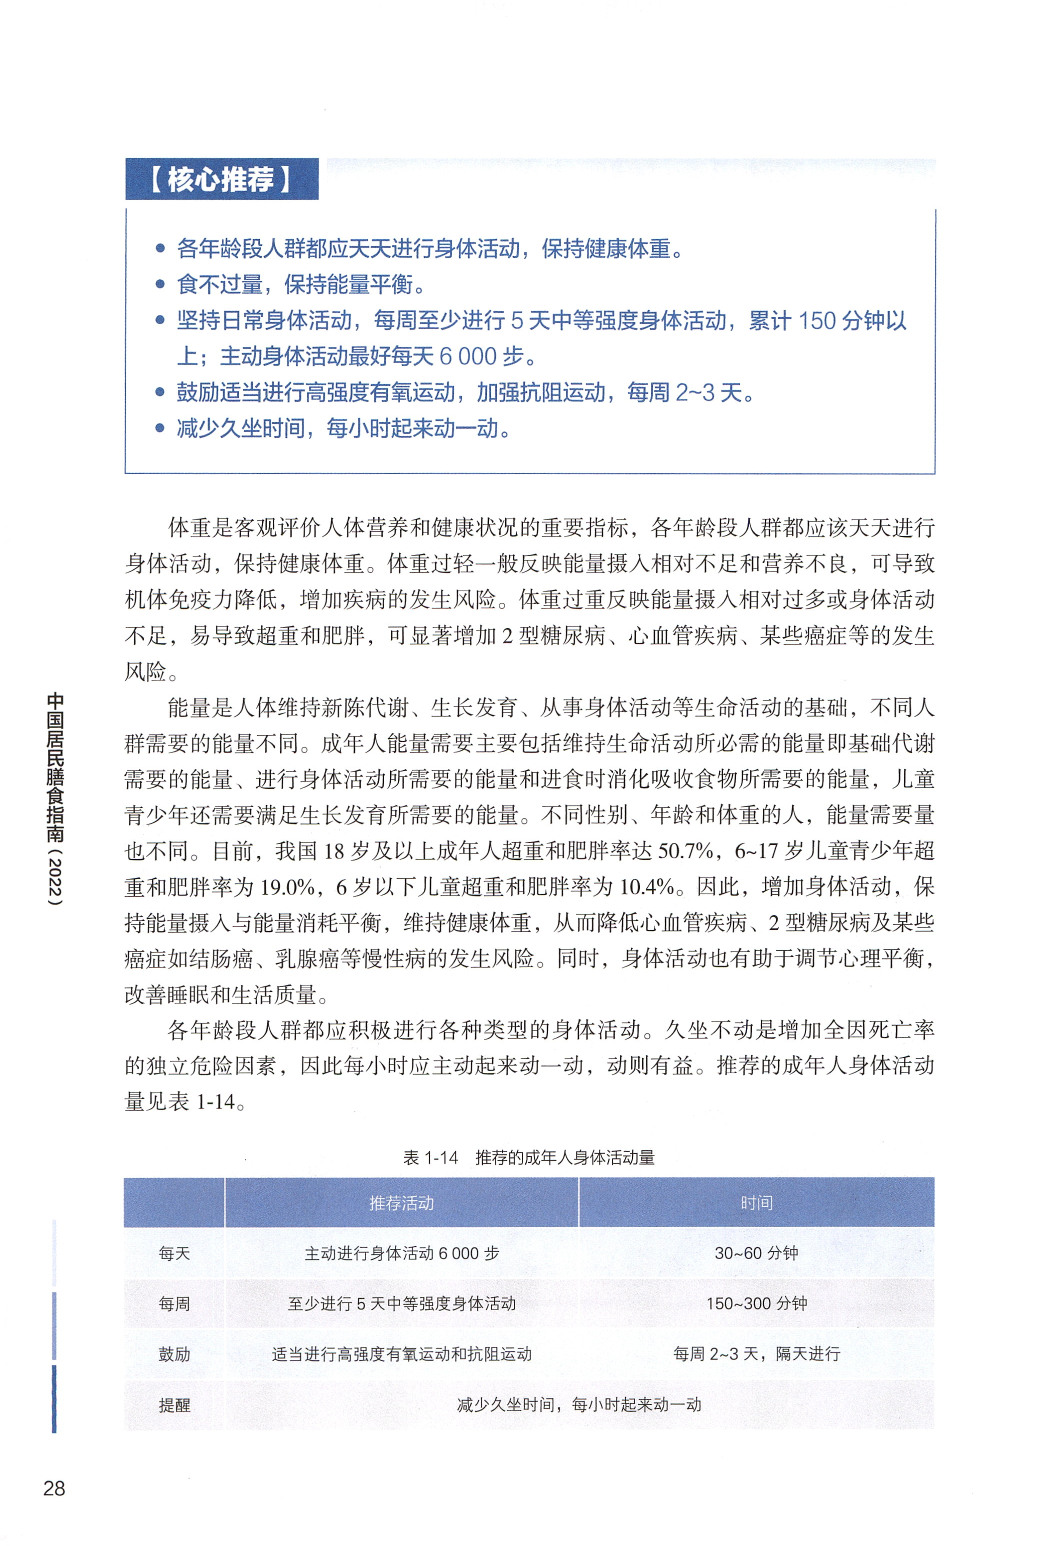 【核心推荐】
● 各年龄段人群都应天天进行身体活动，保持健康体重。
● 食不过量，保持能量平衡。
● 坚持日常身体活动，每周至少进行 5 天中等强度身体活动，累计 150 分钟以
上；主动身体活动最好每天 6 000 步。
● 鼓励适当进行高强度有氧运动，加强抗阻运动，每周 2~3 天。
● 减少久坐时间，每小时起来动一动。
体重是客观评价人体营养和健康状况的重要指标，各年龄段人群都应该天天进行
身体活动，保持健康体重。体重过轻一般反映能量摄入相对不足和营养不良，可导致
机体免疫力降低，增加疾病的发生风险。体重过重反映能量摄入相对过多或身体活动
不足，易导致超重和肥胖，可显著增加 2 型糖尿病、心血管疾病、某些癌症等的发生
风险。
能量是人体维持新陈代谢、生长发育、从事身体活动等生命活动的基础，不同人
群需要的能量不同。成年人能量需要主要包括维持生命活动所必需的能量即基础代谢
需要的能量、进行身体活动所需要的能量和进食时消化吸收食物所需要的能量，儿童
青少年还需要满足生长发育所需要的能量。不同性别、年龄和体重的人，能量需要量
也不同。目前，我国 18 岁及以上成年人超重和肥胖率达 50.7%，6~17 岁儿童青少年超
重和肥胖率为 19.0%，6 岁以下儿童超重和肥胖率为 10.4%。因此，增加身体活动，保
持能量摄入与能量消耗平衡，维持健康体重，从而降低心血管疾病、2 型糖尿病及某些
癌症如结肠癌、乳腺癌等慢性病的发生风险。同时，身体活动也有助于调节心理平衡，
改善睡眠和生活质量。
各年龄段人群都应积极进行各种类型的身体活动。久坐不动是增加全因死亡率
的独立危险因素，因此每小时应主动起来动一动，动则有益。推荐的成年人身体活动
量见表 1-14。
表 1-14 推荐的成年人身体活动量
推荐活动 时间
每天 主动进行身体活动 6 000 步 30~60 分钟
每周 至少进行 5 天中等强度身体活动 150~300 分钟
鼓励 适当进行高强度有氧运动和抗阻运动 每周 2~3 天，隔天进行
提醒 减少久坐时间，每小时起来动一动
中国居民膳食指南（2022）
28